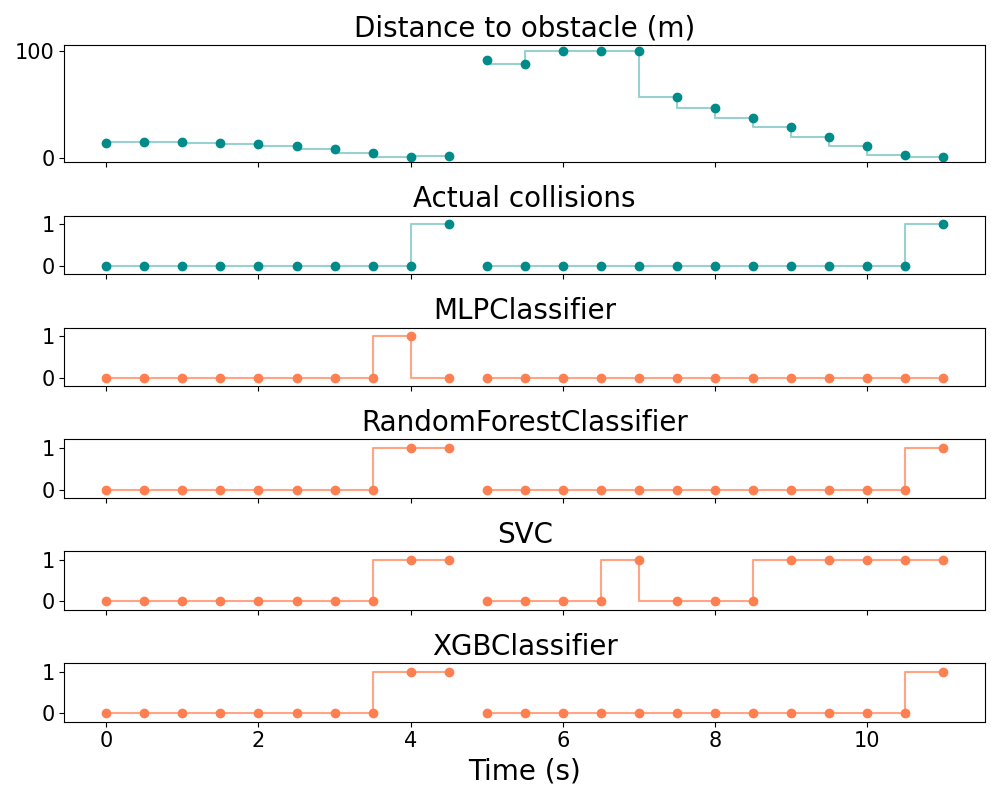 Distance to obstacle (m)
100
0
Actual collisions
1
0
MLPClassifier
1
0
RandomForestClassifier
1
0
SVC
1
0
XGBClassifier
1
0
0 2 4 6 8 10
Time (s)